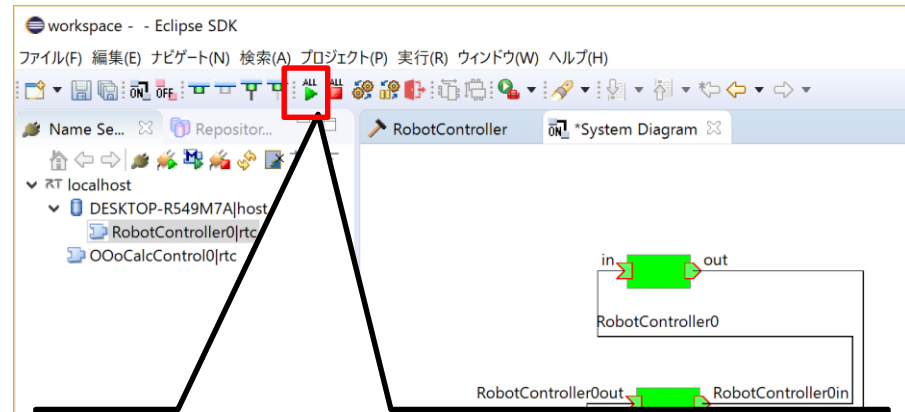 workspace - - Eclipse SDK
ファイル(F) 編集(E) ナビゲート(N) 検索(A) プロジェクト(P) 実行(R) ウィンドウ(W) ヘルプ(H)
ON OFF ALL ALL
Name Se... Repositor... RobotController ON *System Diagram
RT localhost
DESKTOP-R549M7A|host
RobotController0|rtc
OOoCalcControl0|rtc
in out
RobotController0
RobotController0out RobotController0in